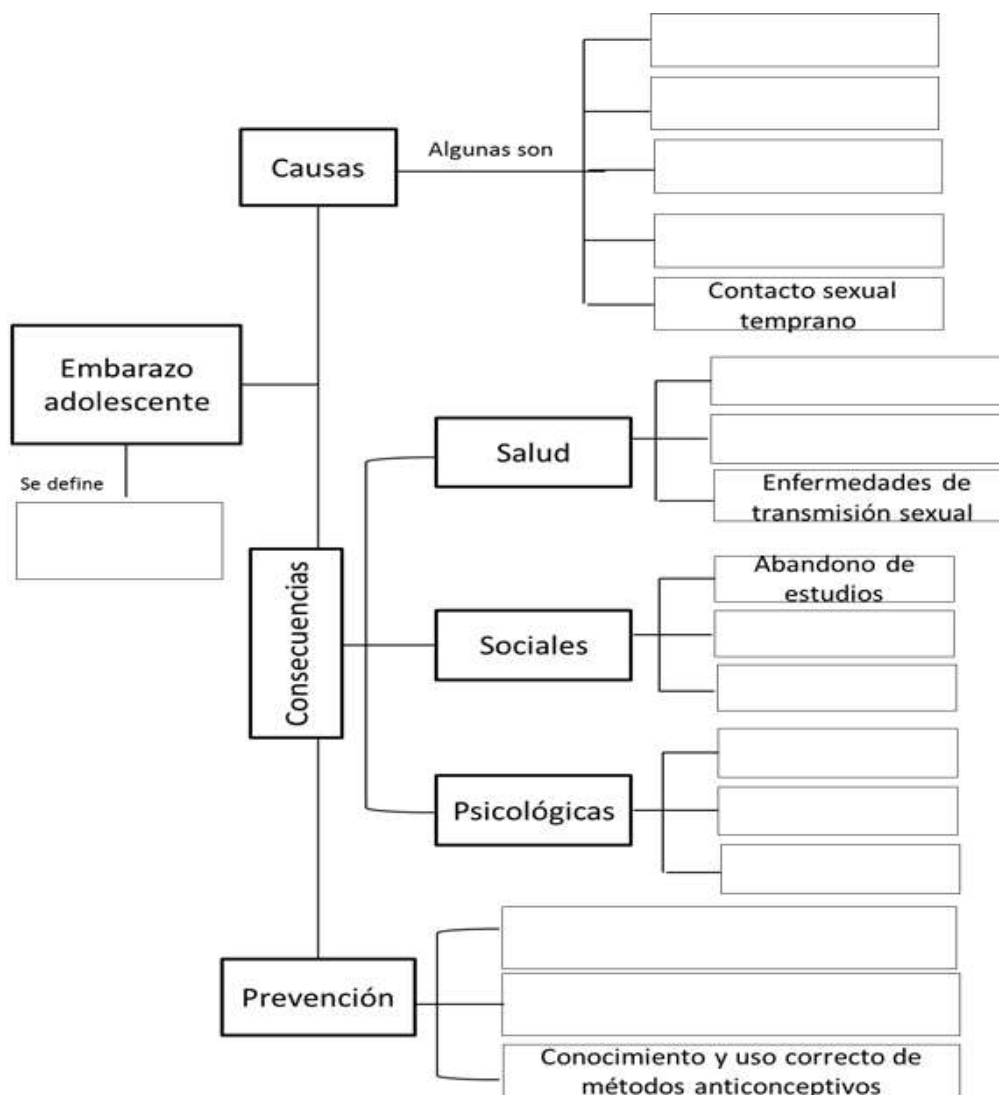 Causas
Algunas son
Contacto sexual
temprano
Embarazo
adolescente
Se define
Consecuencias
Salud
Enfermedades de
transmisión sexual
Sociales
Abandono de
estudios
Psicológicas
Prevención
Conocimiento y uso correcto de
métodos anticonceptivos